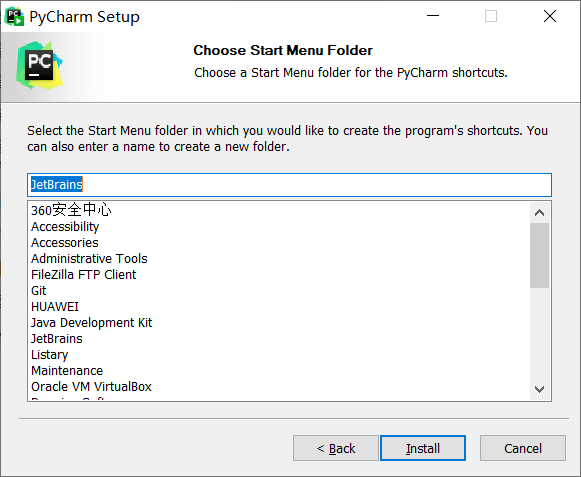 PyCharm Setup
PC
Choose Start Menu Folder
Choose a Start Menu folder for the PyCharm shortcuts.
Select the Start Menu folder in which you would like to create the program's shortcuts. You
can also enter a name to create a new folder.
JetBrains
360安全中心
Accessibility
Accessories
Administrative Tools
FileZilla FTP Client
Git
HUAWEI
Java Development Kit
JetBrains
Listary
Maintenance
Oracle VM VirtualBox
< Back
Install
Cancel